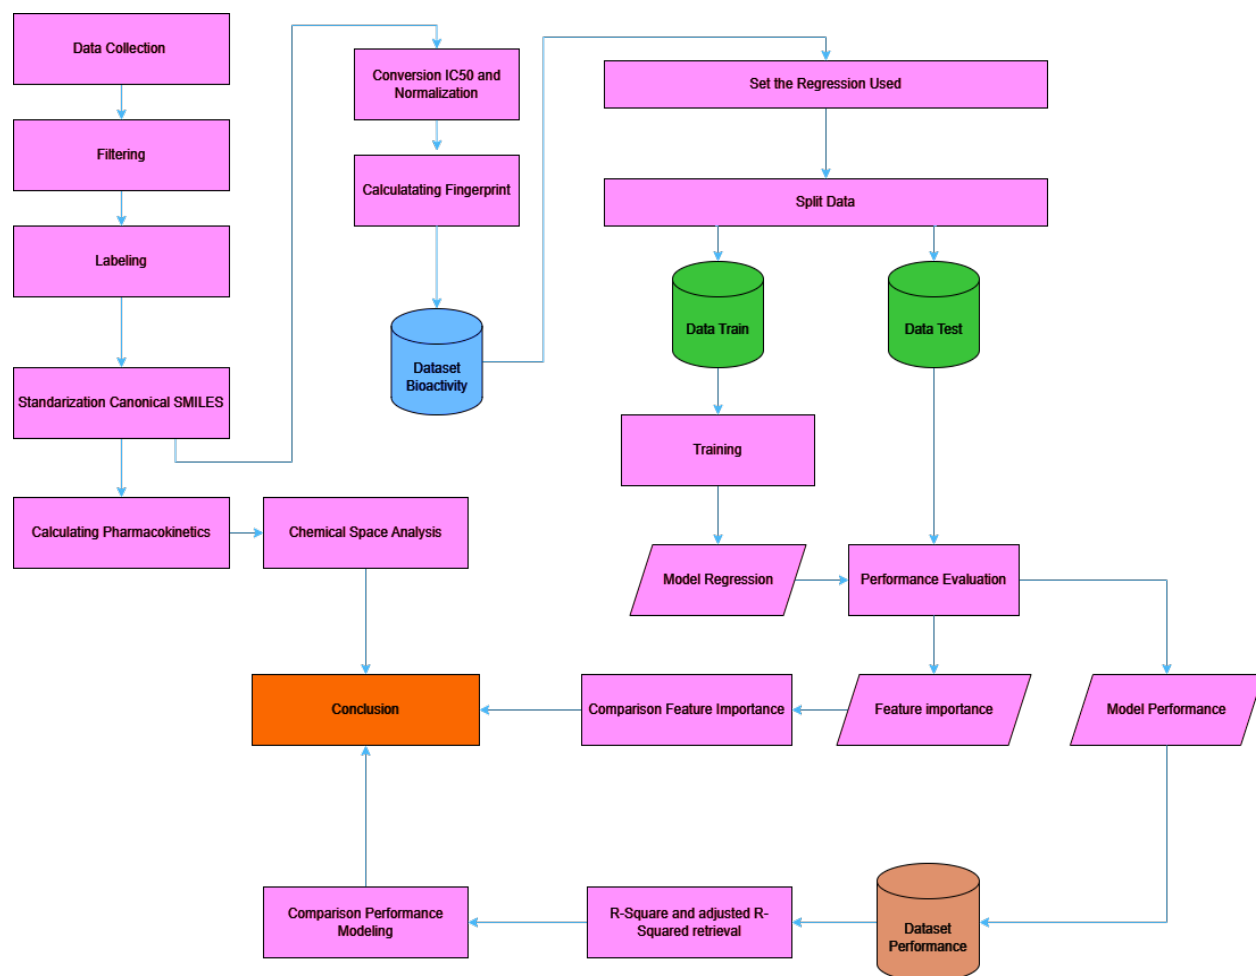 Data Collection
Filtering
Labeling
Standarization Canonical SMILES
Calculating Pharmacokinetics
Chemical Space Analysis
Conversion IC50 and
Normalization
Calculatating Fingerprint
Dataset
Bioactivity
Set the Regression Used
Split Data
Data Train
Data Test
Training
Model Regression
Performance Evaluation
Conclusion
Comparison Feature Importance
Feature importance
Model Performance
Comparison Performance
Modeling
R-Square and adjusted R-
Squared retrieval
Dataset
Performance